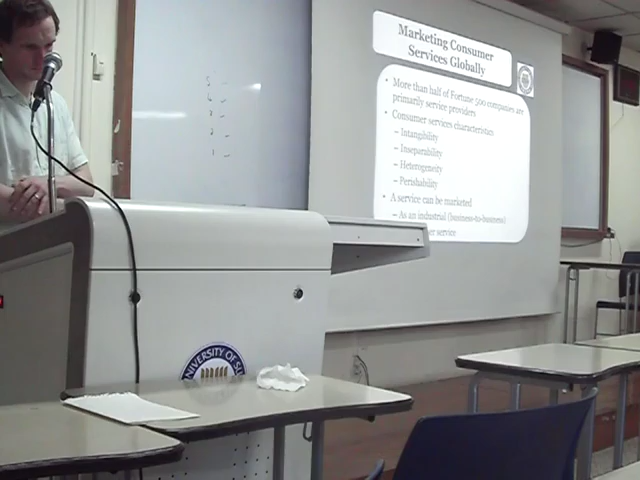 Marketing Consumer
Services Globally
• More than half of Fortune 500 companies are
primarily service providers
• Consumer services characteristics
– Intangibility
– Inseparability
– Heterogeneity
– Perishability
• A service can be marketed
– As an industrial (business-to-business)
service
NIVERSITY OF S